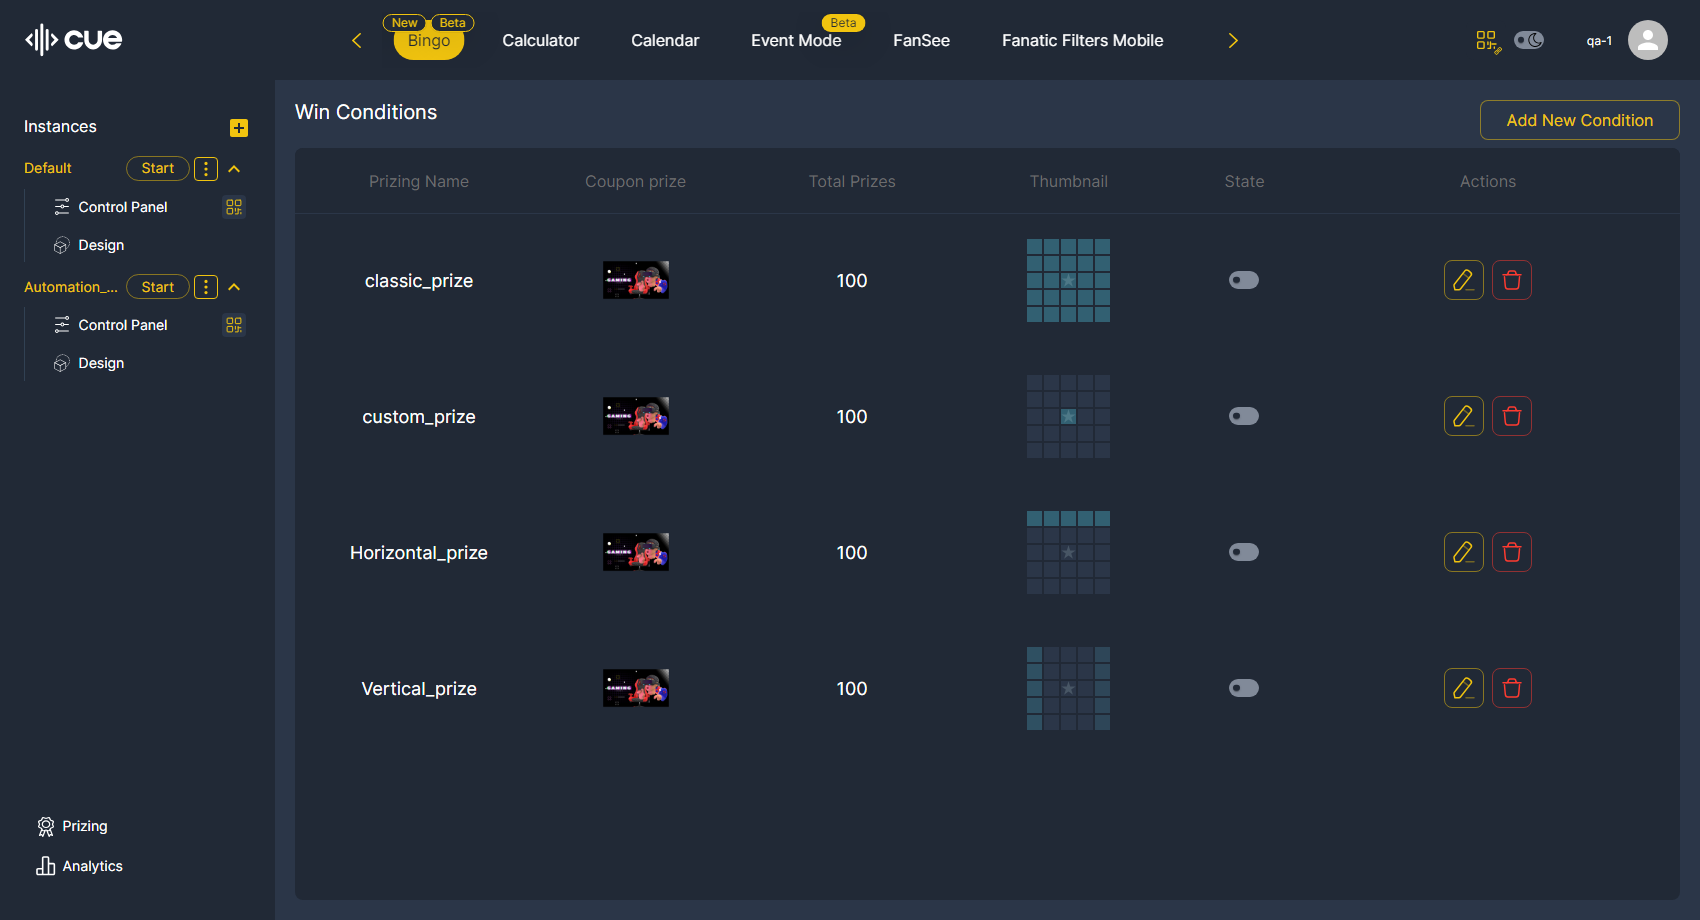 cue
New Beta Beta
Bingo Calculator Calendar Event Mode FanSee Fanatic Filters Mobile qa-1
Instances
Default Start
Control Panel
Design
Automation_... Start
Control Panel
Design
Prizing
Analytics
Win Conditions
Add New Condition
Prizing Name Coupon prize Total Prizes Thumbnail State Actions
classic_prize GAMING 100
custom_prize GAMING 100
Horizontal_prize GAMING 100
Vertical_prize GAMING 100